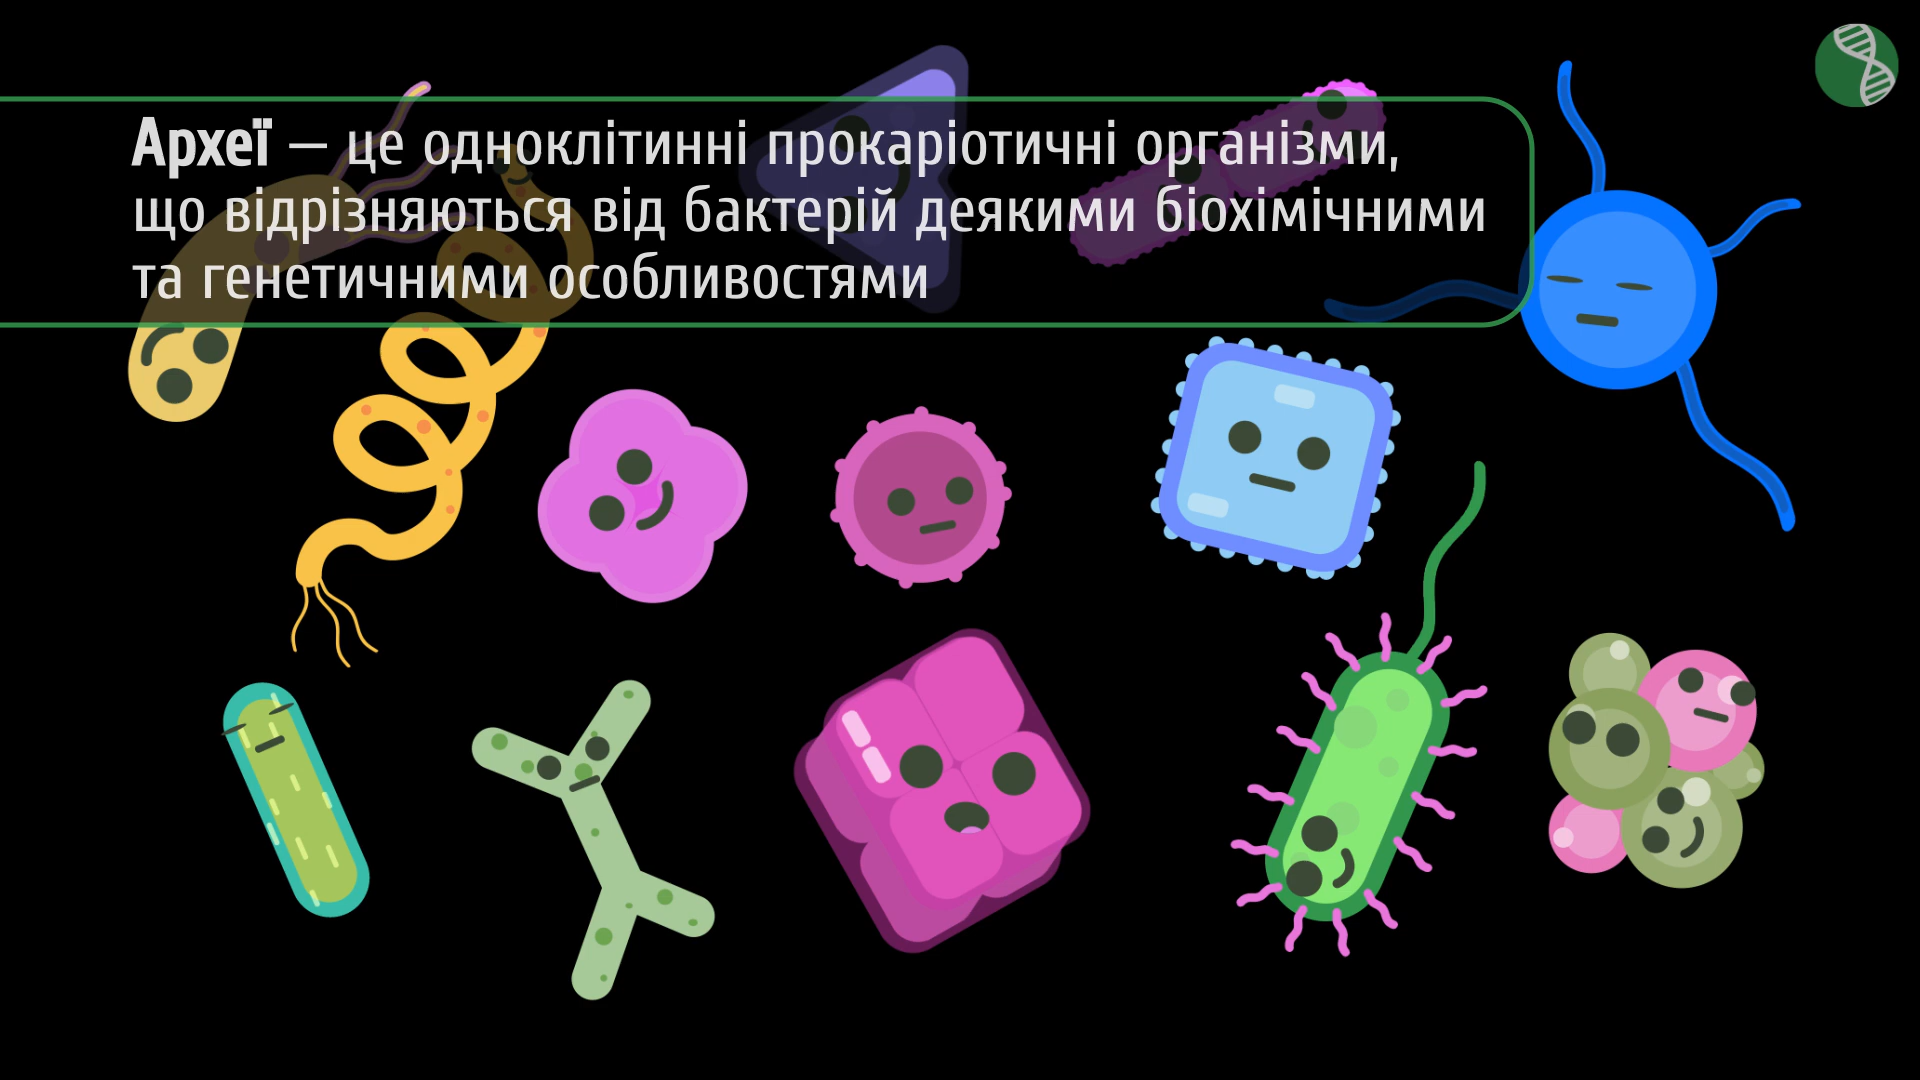 Археї — це одноклітинні прокаріотичні організми,
що відрізняються від бактерій деякими біохімічними
та генетичними особливостями